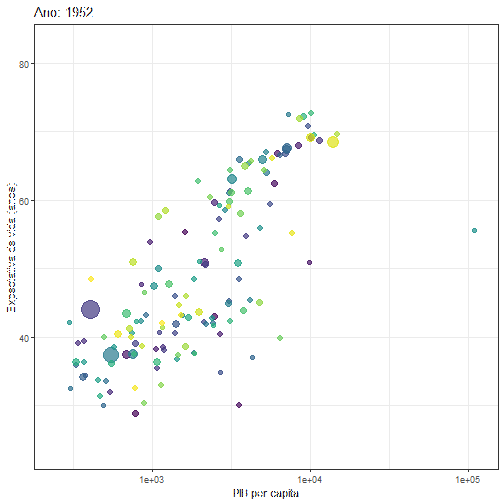 Ano: 1952
80
60
40
Expectativa de vida (anos)
1e+03
1e+04
1e+05
PIB per capita